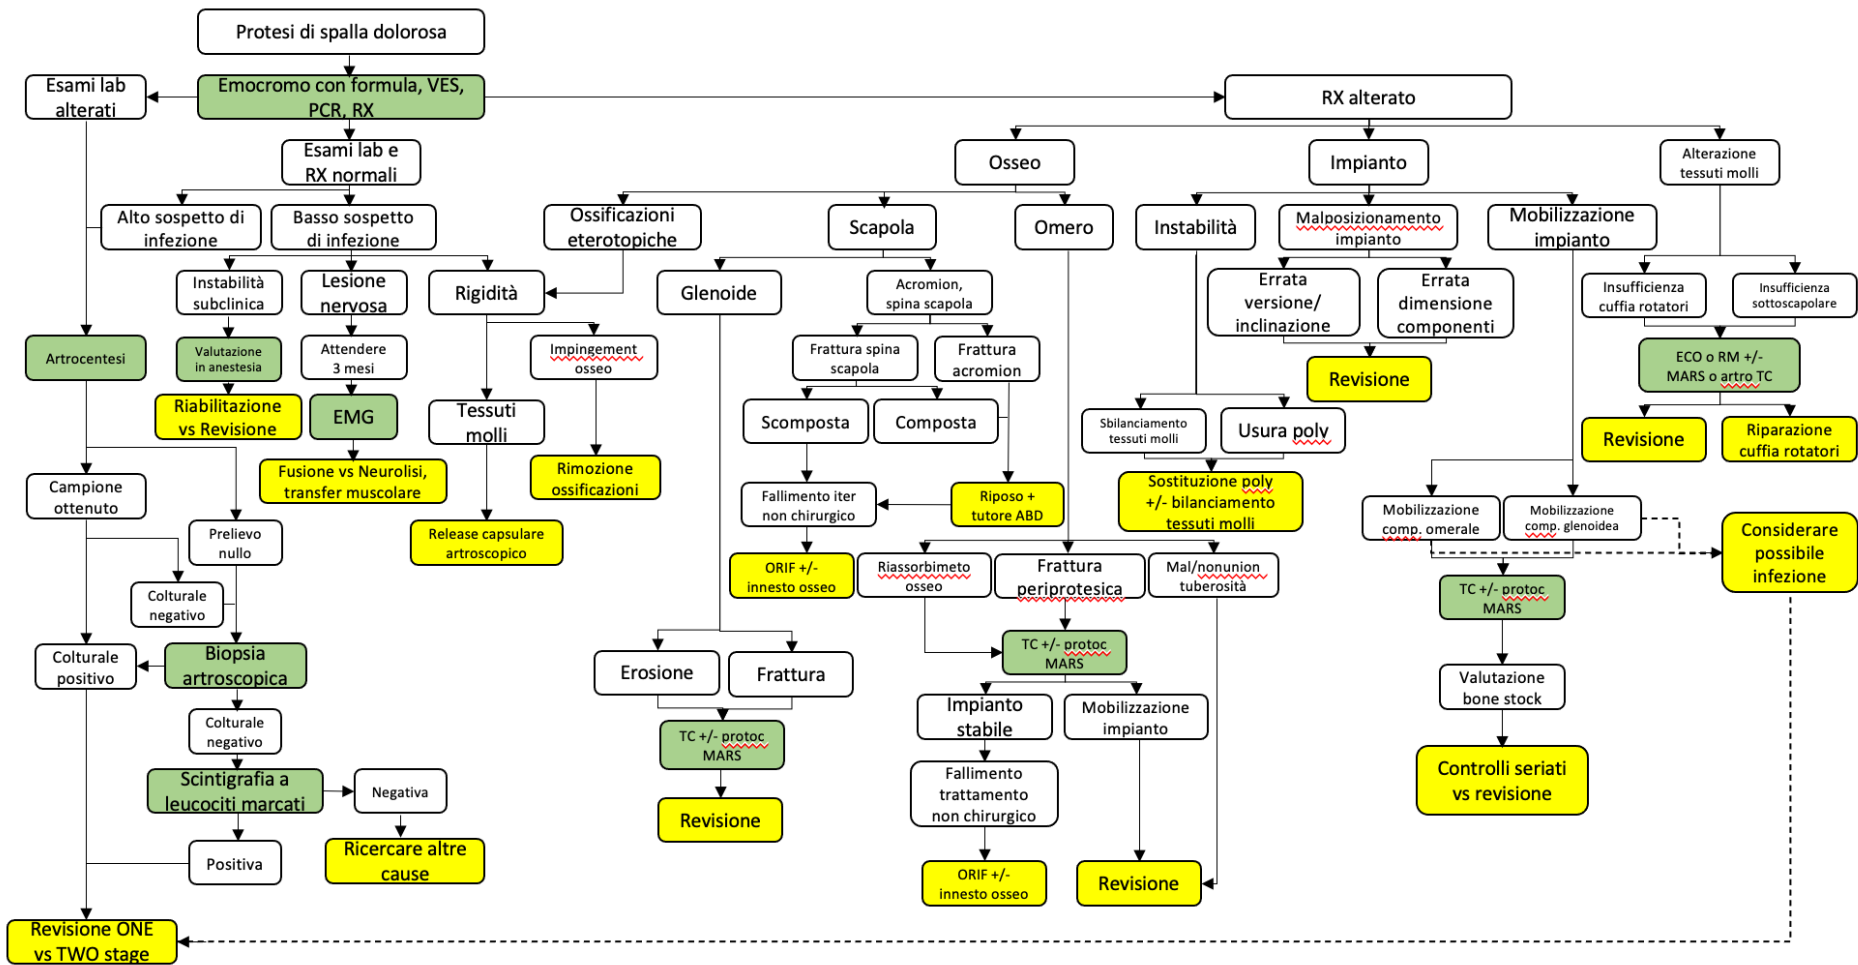 Protesi di spalla dolorosa
Esami lab
alterati
Emocromo con formula, VES,
PCR, RX
RX alterato
Esami lab e
RX normali
Osseo
Impianto
Alterazione
tessuti molli
Alto sospetto di
infezione
Basso sospetto
di infezione
Ossificazioni
eterotopiche
Scapola
Omero
Instabilità
Malposizionamento
impianto
Mobilizzazione
impianto
Instabilità
subclinica
Lesione
nervosa
Rigidità
Glenoide
Acromion,
spina scapola
Errata
versione/
inclinazione
Errata
dimensione
componenti
Insufficienza
cuffia rotatori
Insufficienza
sottoscapolare
Artrocentesi
Valutazione
in anestesia
Attendere
3 mesi
Impingement
osseo
Frattura spina
scapola
Frattura
acromion
Revisione
ECO o RM +/-
MARS o artro TC
Riabilitazione
vs Revisione
EMG
Tessuti
molli
Scomposta
Composta
Sbilanciamento
tessuti molli
Usura poly
Revisione
Riparazione
cuffia rotatori
Fusione vs Neurolisi,
transfer muscolare
Rimozione
ossificazioni
Campione
ottenuto
Fallimento iter
non chirurgico
Riposo +
tutore ABD
Sostituzione poly
+/- bilanciamento
tessuti molli
Mobilizzazione
comp. omerale
Mobilizzazione
comp. glenoidea
Considerare
possibile
infezione
Prelievo
nullo
Release capsulare
artroscopico
ORIF +/-
innesto osseo
Riassorbimeto
osseo
Frattura
periprotesica
Mal/nonunion
tuberosità
Colturale
negativo
TC +/- protoc
MARS
Colturale
positivo
Biopsia
artroscopica
Erosione
Frattura
TC +/- protoc
MARS
Valutazione
bone stock
Colturale
negativo
TC +/- protoc
MARS
Impianto
stabile
Mobilizzazione
impianto
Scintigrafia a
leucociti marcati
Negativa
Revisione
Fallimento
trattamento
non chirurgico
Controlli seriati
vs revisione
Positiva
Ricercare altre
cause
ORIF +/-
innesto osseo
Revisione
Revisione ONE
vs TWO stage